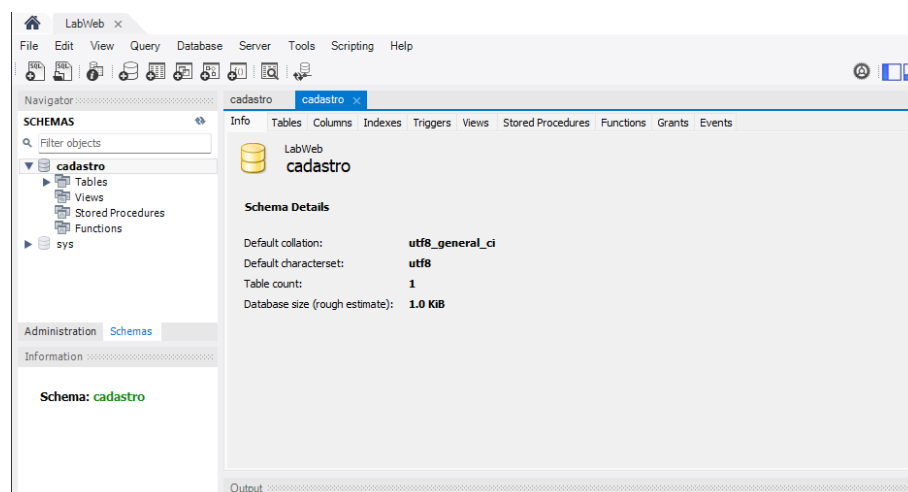 LabWeb ×
File Edit View Query Database Server Tools Scripting Help
Navigator
SCHEMAS
Filter objects
cadastro
Tables
Views
Stored Procedures
Functions
sys
Administration Schemas
Information
Schema: cadastro
cadastro cadastro ×
Info Tables Columns Indexes Triggers Views Stored Procedures Functions Grants Events
LabWeb
cadastro
Schema Details
Default collation: utf8_general_ci
Default characterset: utf8
Table count: 1
Database size (rough estimate): 1.0 KiB
Output